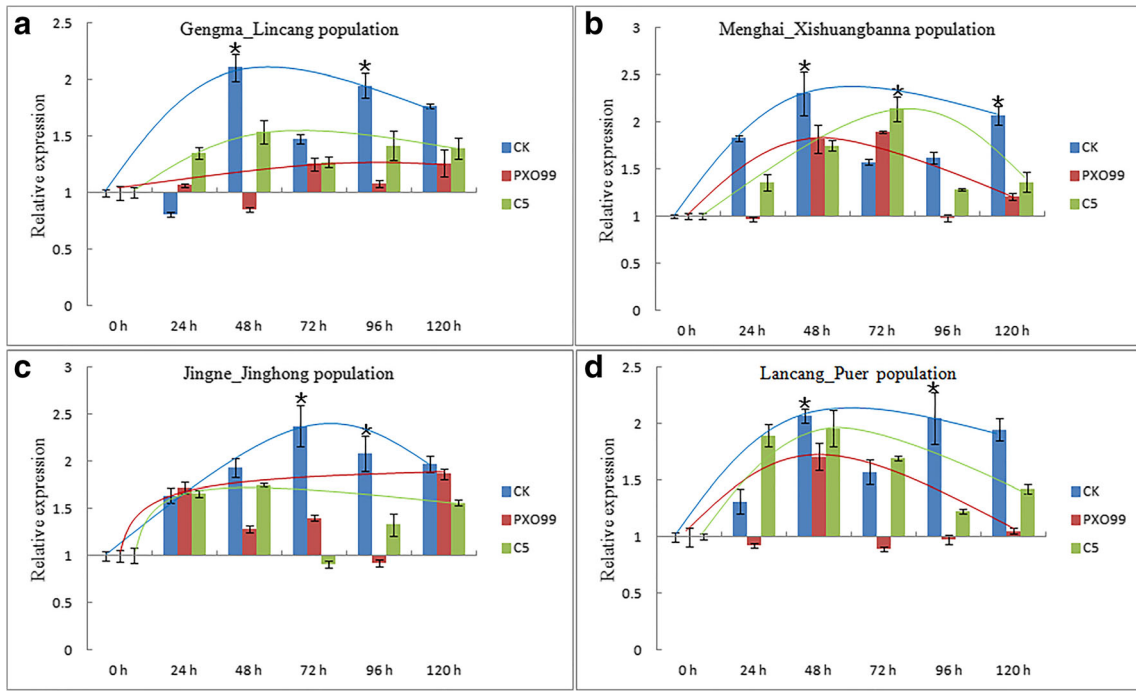 a
Gengma_Lincang population
Relative expression
2.5
2
1.5
1
0.5
0
0 h 24 h 48 h 72 h 96 h 120 h
* *
CK
PXO99
C5
b
Menghai_Xishuangbanna population
Relative expression
3
2.5
2
1.5
1
1.5
0
0 h 24 h 48 h 72 h 96 h 120 h
* * *
CK
PXO99
C5
c
Jingne_Jinghong population
Relative expression
3
2.5
2
1.5
1
0.5
0
0 h 24 h 48 h 72 h 96 h 120 h
* *
CK
PXO99
C5
d
Lancang_Puer population
Relative expression
2.5
2
1.5
1
0.5
0
0 h 24 h 48 h 72 h 96 h 120 h
* *
CK
PXO99
C5